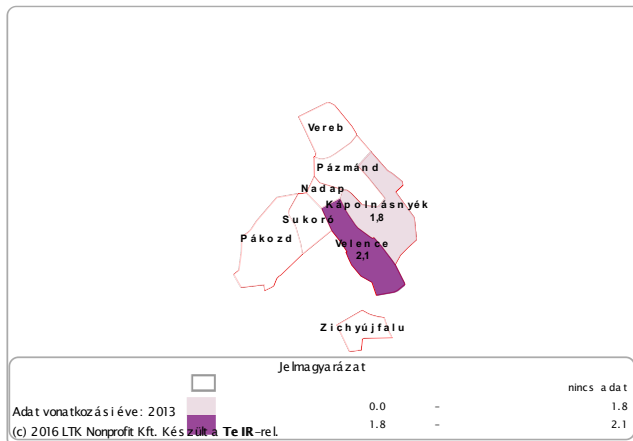 Vereb
Pázmánd
Nadap
Kápolnásnyék
1,8
Sukoró
Pákozd
Velence
2,1
Zichyújfalu
Jelmagyarázat
nincs adat
Adat vonatkozási éve: 2013 0.0 - 1.8
(c) 2016 LTK Nonprofit Kft. Készült a TeIR-rel. 1.8 - 2.1